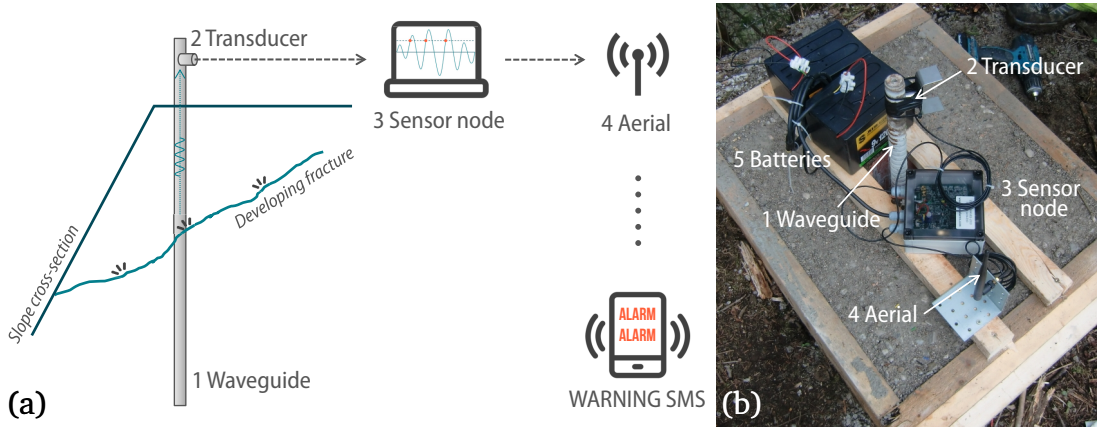 2 Transducer
3 Sensor node
4 Aerial
Slope cross-section
Developing fracture
1 Waveguide
ALARM
ALARM
WARNING SMS
(a)
2 Transducer
5 Batteries
1 Waveguide
3 Sensor
node
4 Aerial
(b)